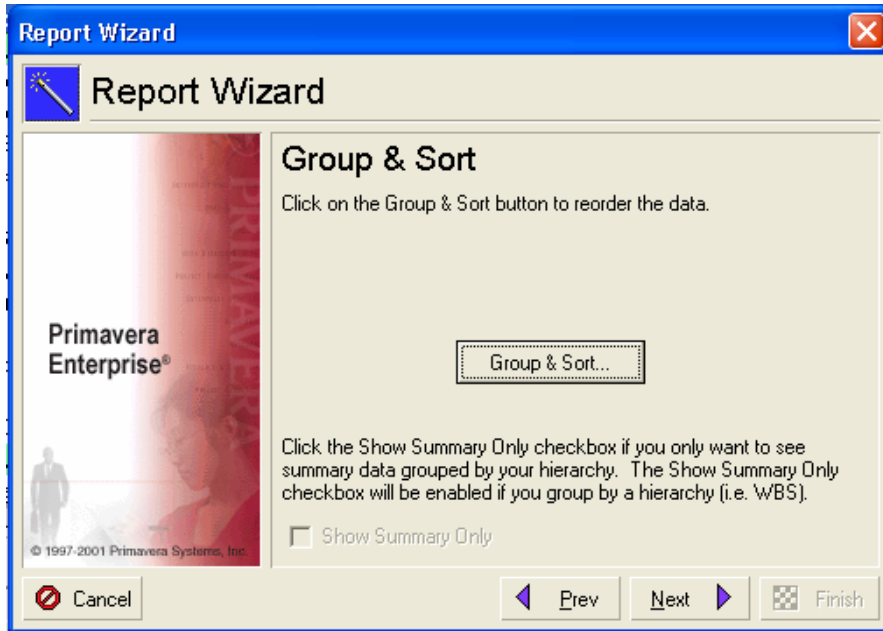 Report Wizard
Report Wizard
PRIMAVERA
Primavera
Enterprise®
© 1997-2001 Primavera Systems, Inc.
Group & Sort
Click on the Group & Sort button to reorder the data.
Group & Sort...
Click the Show Summary Only checkbox if you only want to see
summary data grouped by your hierarchy. The Show Summary Only
checkbox will be enabled if you group by a hierarchy (i.e. WBS).
Show Summary Only
Cancel
Prev
Next
Finish